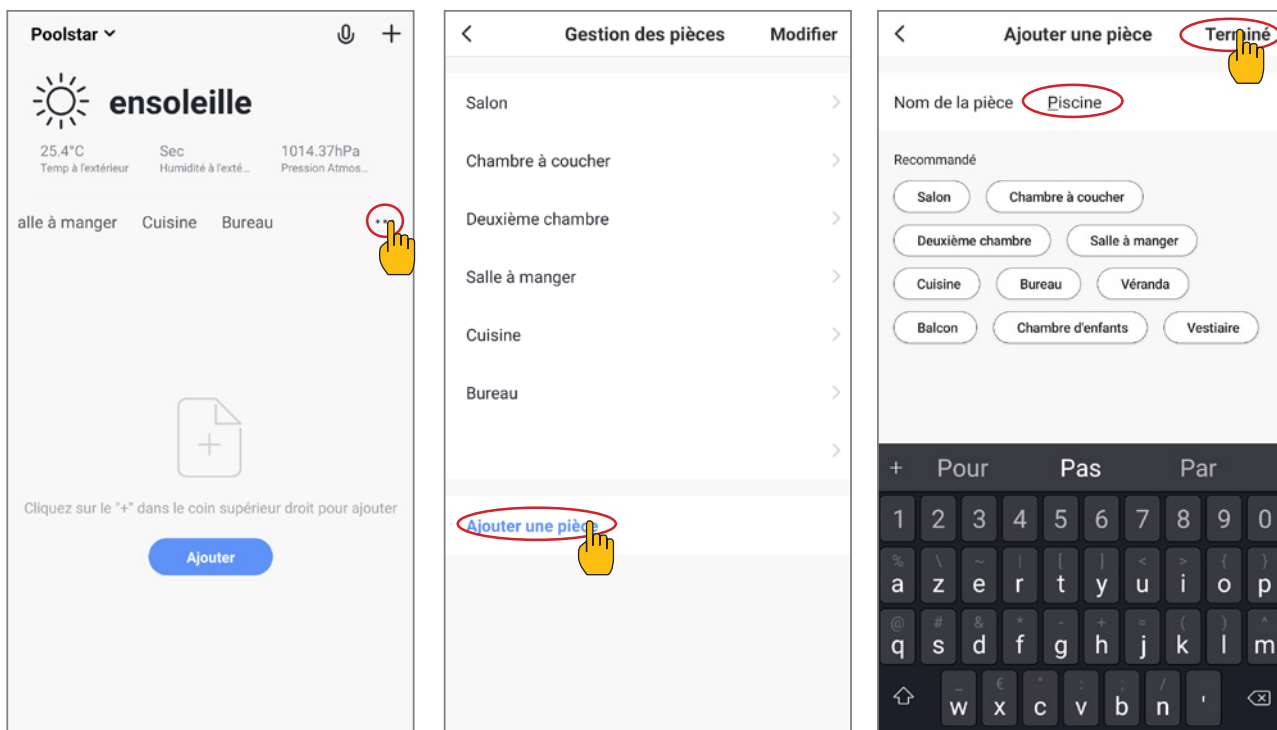 Poolstar
ensoleille
25.4°C Sec 1014.37hPa
Temp à l'extérieur Humidité à l'exté... Pression Atmos...
alle à manger Cuisine Bureau ...
Cliquez sur le "+" dans le coin supérieur droit pour ajouter
Ajouter
Gestion des pièces Modifier
Salon
Chambre à coucher
Deuxième chambre
Salle à manger
Cuisine
Bureau
Ajouter une pièce
Ajouter une pièce Terminé
Nom de la pièce Piscine
Recommandé
Salon Chambre à coucher
Deuxième chambre Salle à manger
Cuisine Bureau Véranda
Balcon Chambre d'enfants Vestiaire
+ Pour Pas Par
1 2 3 4 5 6 7 8 9 0
% \ ~ | [ ] < > { }
a z e r t y u i o p
@ # & * - + = ( ) ^
q s d f g h j k l m
_ € " : ; /
w x c v b n '